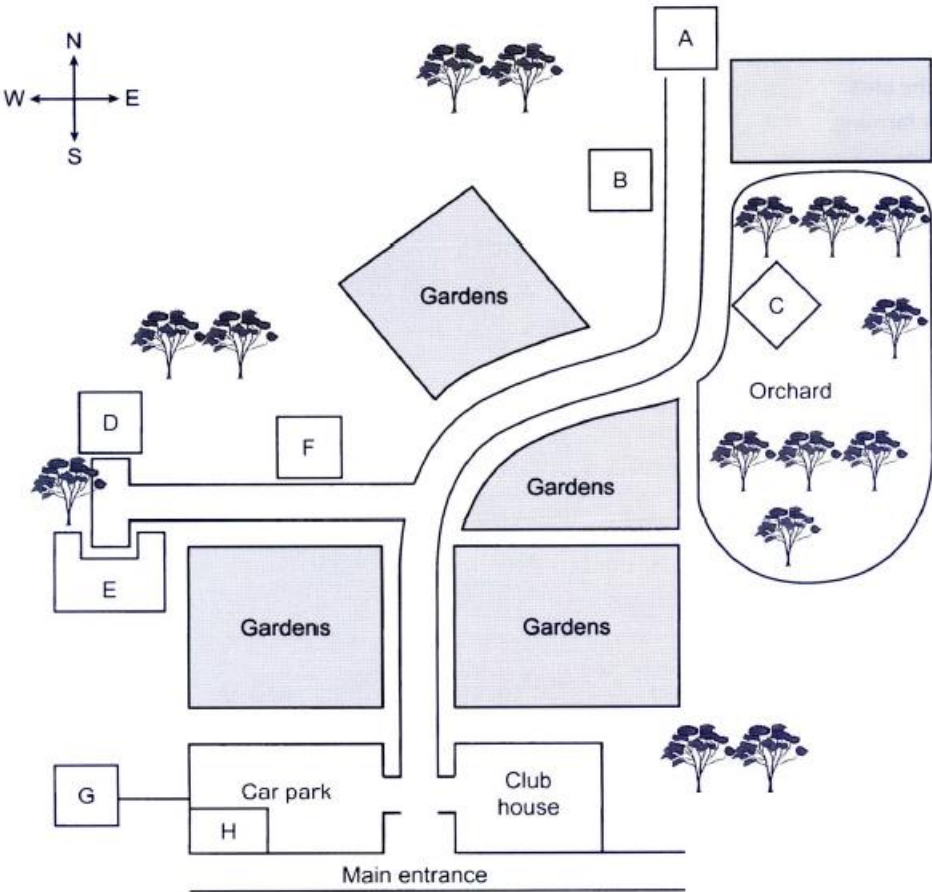 N
W E
S
A
B
Gardens
C
Orchard
D
F
Gardens
E
Gardens
Gardens
G
Car park
H
Club
house
Main entrance